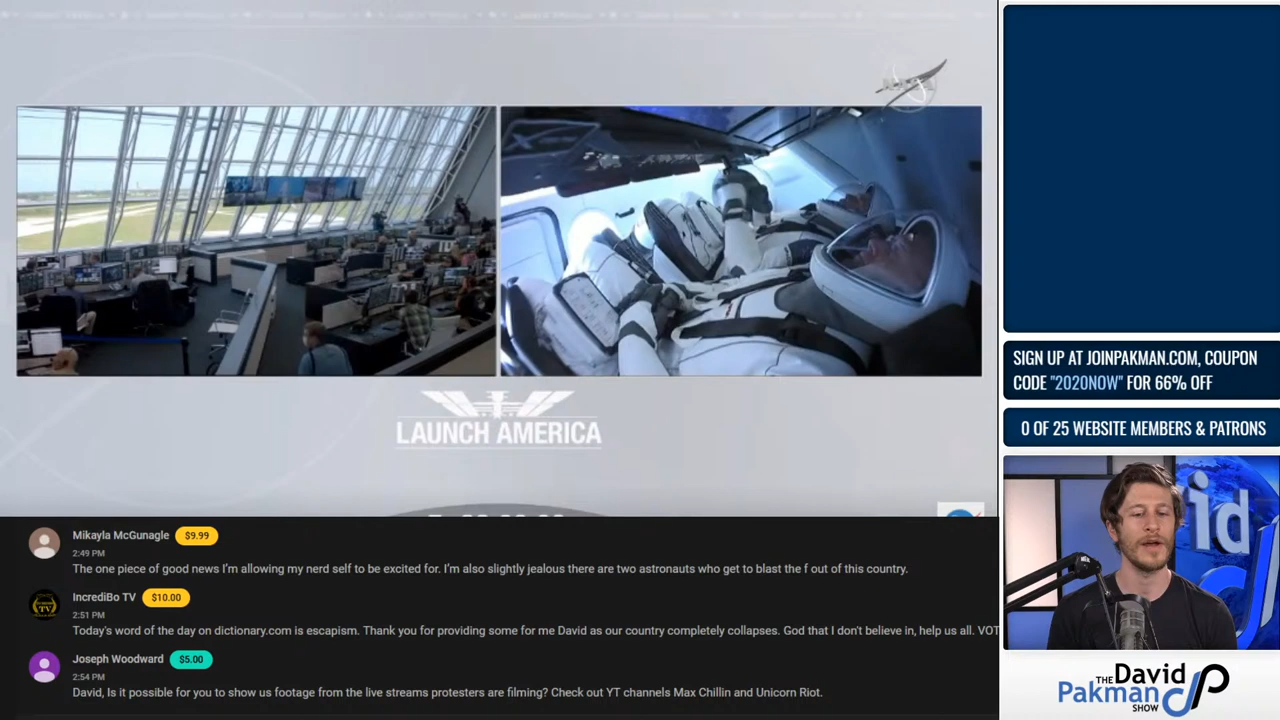 LAUNCH AMERICA
SIGN UP AT JOINPAKMAN.COM, COUPON
CODE "2020NOW" FOR 66% OFF
0 OF 25 WEBSITE MEMBERS & PATRONS
id
THE David
Pakman
SHOW
Mikayla McGunagle $9.99
2:49 PM
The one piece of good news I'm allowing my nerd self to be excited for. I'm also slightly jealous there are two astronauts who get to blast the f out of this country.
IncrediBo TV $10.00
2:51 PM
Today's word of the day on dictionary.com is escapism. Thank you for providing some for me David as our country completely collapses. God that I don't believe in, help us all. VOT
Joseph Woodward $5.00
2:54 PM
David, Is it possible for you to show us footage from the live streams protesters are filming? Check out YT channels Max Chillin and Unicorn Riot.